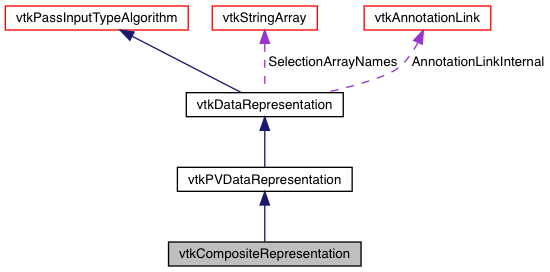 vtkPassInputTypeAlgorithm
vtkStringArray
vtkAnnotationLink
SelectionArrayNames
AnnotationLinkInternal
vtkDataRepresentation
vtkPVDataRepresentation
vtkCompositeRepresentation